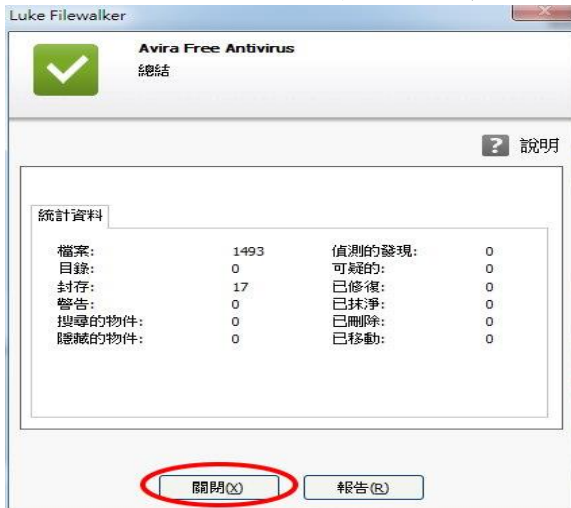 Luke Filewalker
Avira Free Antivirus
總結
? 說明
統計資料
檔案: 1493 偵測的發現: 0
目錄: 0 可疑的: 0
封存: 17 已修復: 0
警告: 0 已抹淨: 0
搜尋的物件: 0 已刪除: 0
隱藏的物件: 0 已移動: 0
關閉(X) 報告(R)